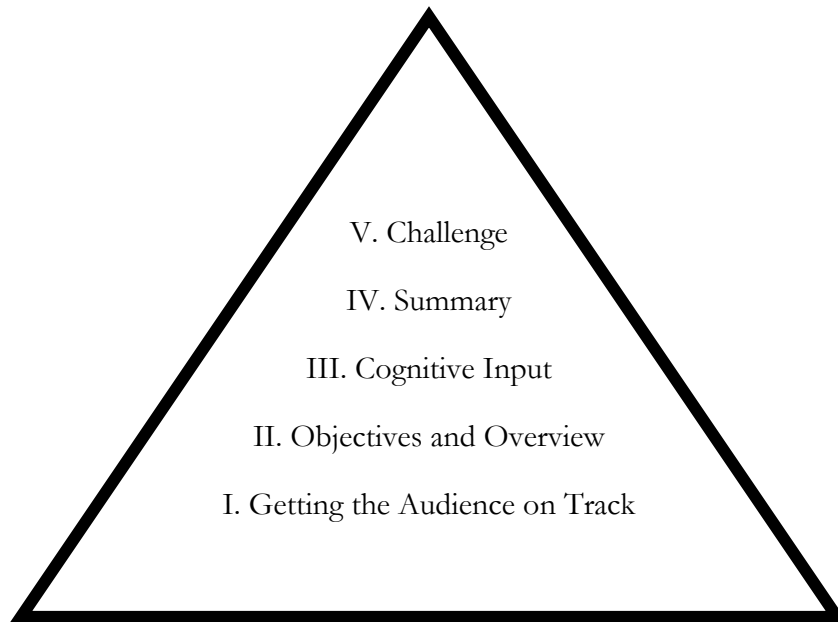 V. Challenge
IV. Summary
III. Cognitive Input
II. Objectives and Overview
I. Getting the Audience on Track